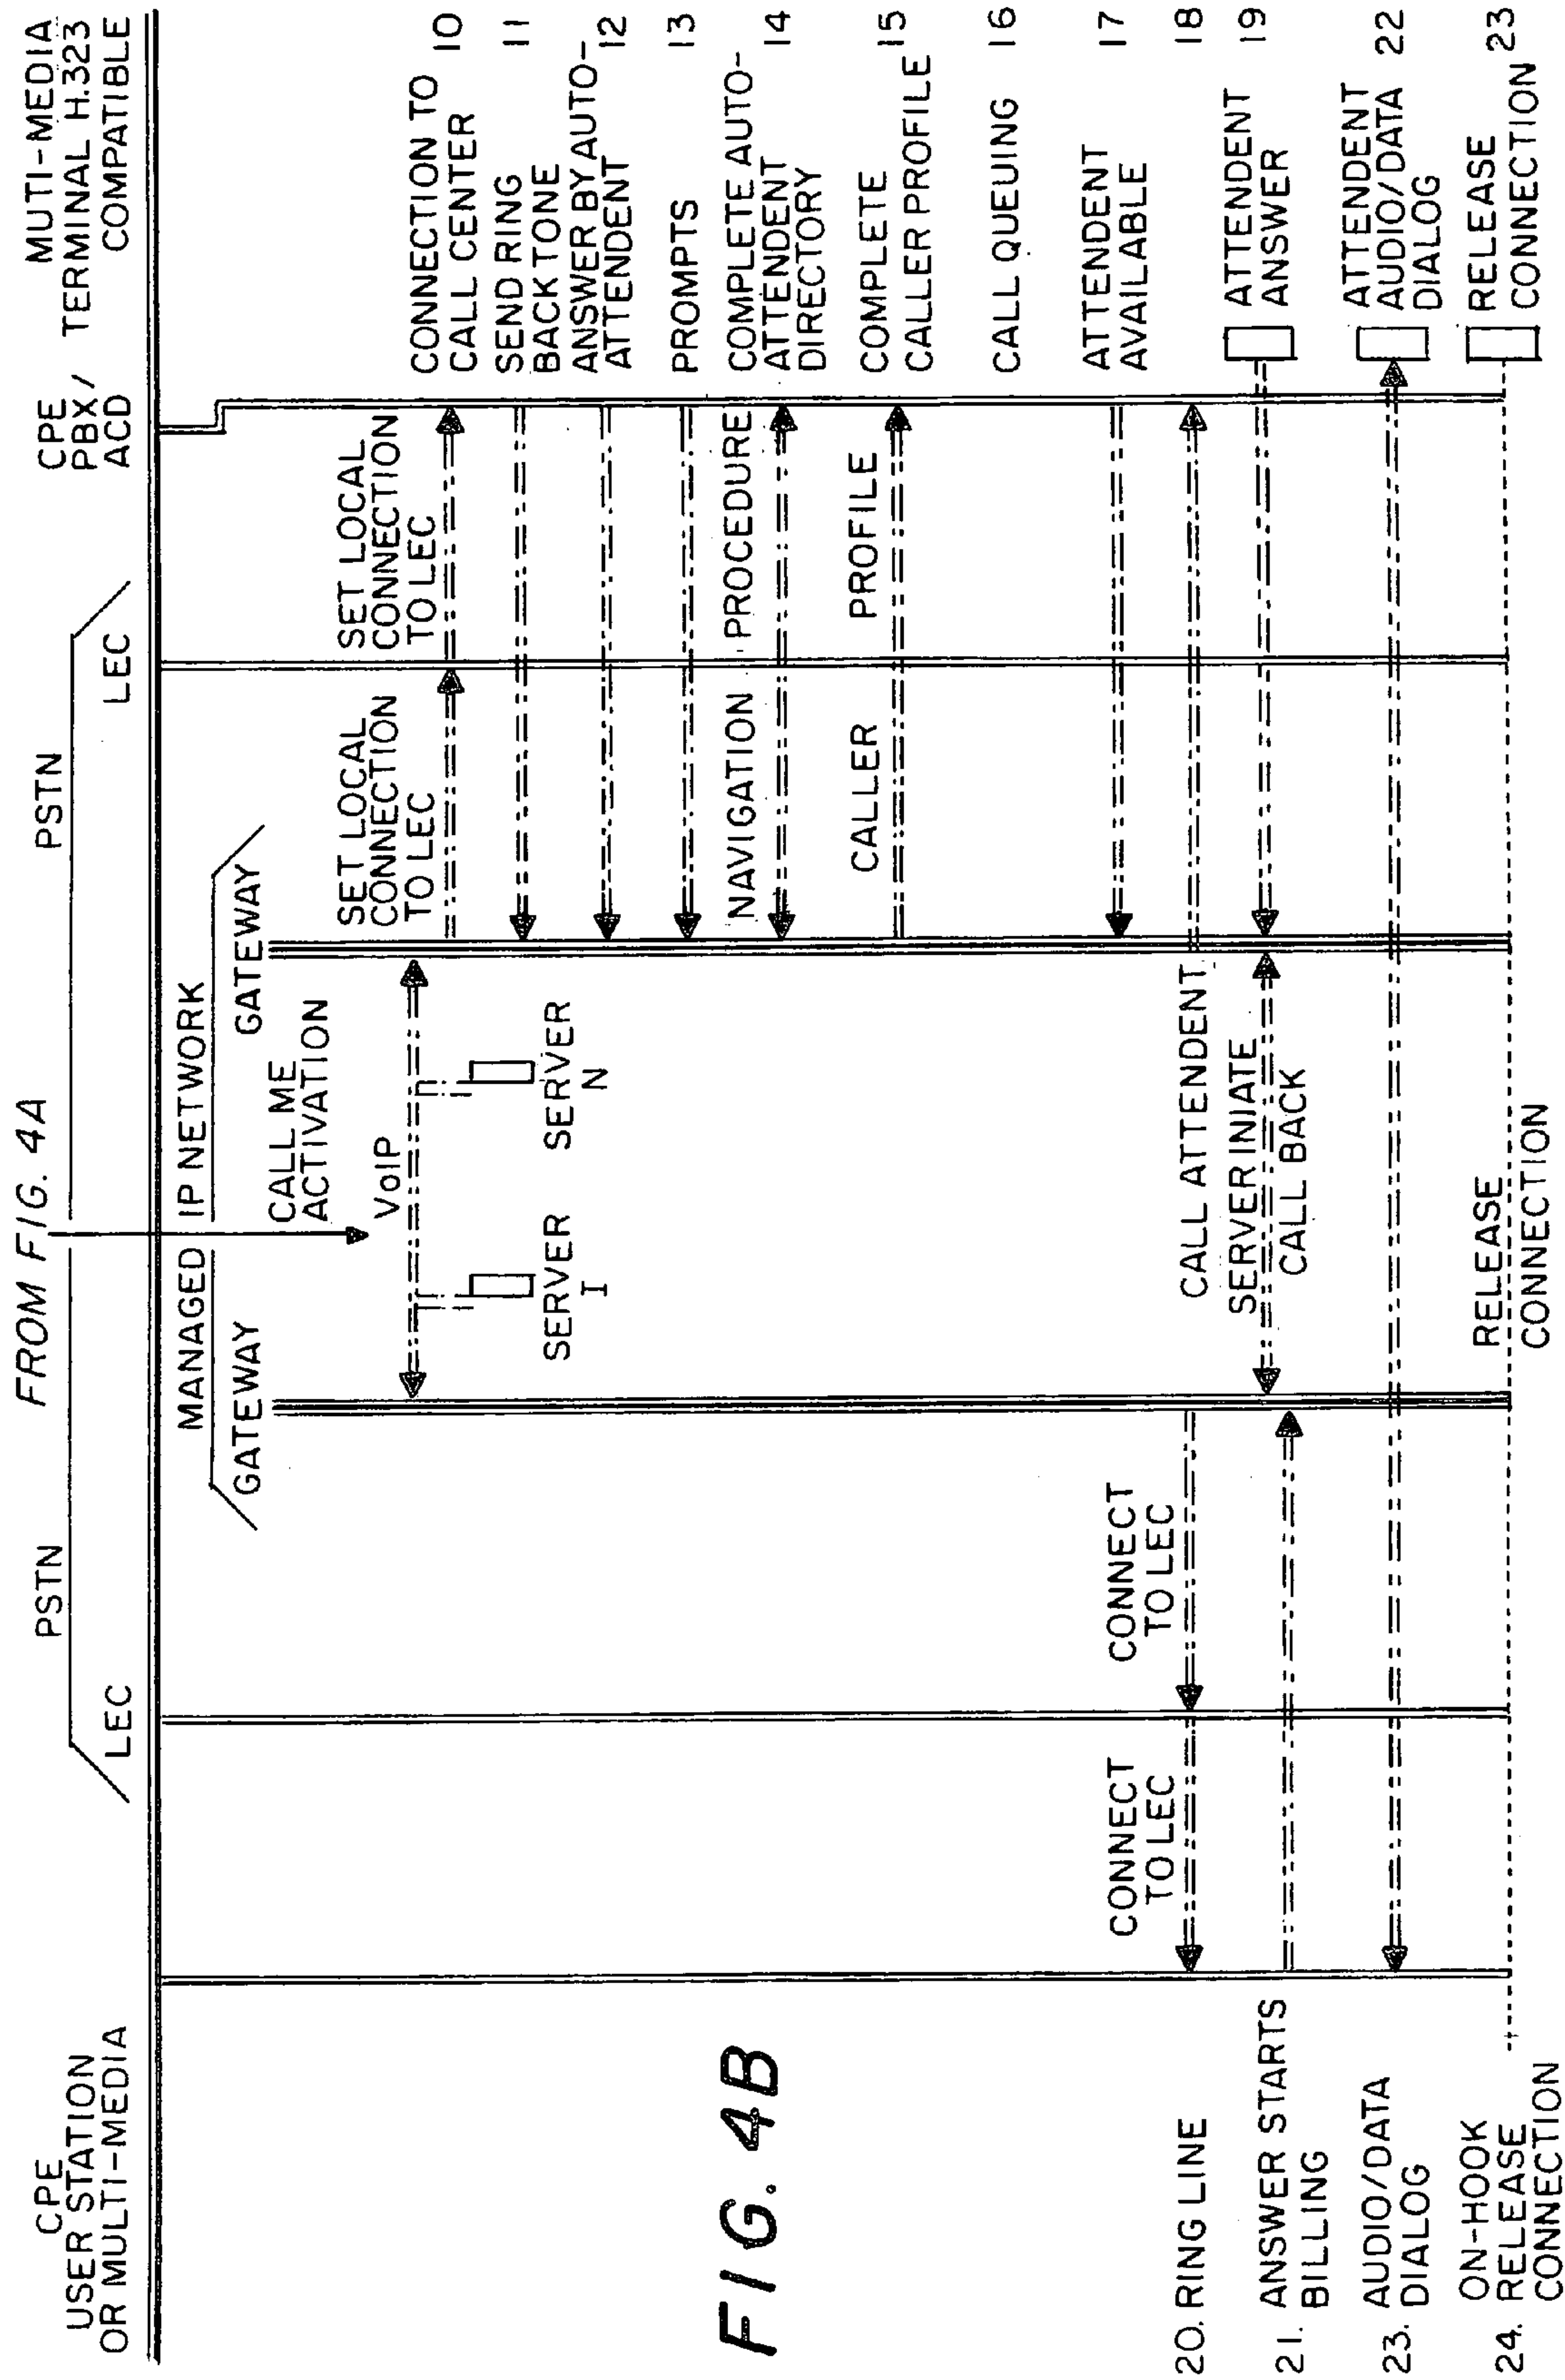 FROM FIG. 4A
CPE
USER STATION
OR MULTI-MEDIA
PSTN
LEC
MANAGED IP NETWORK
GATEWAY
GATEWAY
PSTN
LEC
CPE
PBX/
ACD
MUTI-MEDIA
TERMINAL H.323
COMPATIBLE
CALL ME
ACTIVATION
VoIP
SERVER
I
SERVER
N
SET LOCAL
CONNECTION
TO LEC
SET LOCAL
CONNECTION
TO LEC
CONNECTION TO
CALL CENTER
10
SEND RING
BACK TONE
11
ANSWER BY AUTO-
ATTENDENT
12
PROMPTS
13
NAVIGATION PROCEDURE
COMPLETE AUTO-
ATTENDENT
DIRECTORY
14
CALLER PROFILE
COMPLETE
CALLER PROFILE
15
CALL QUEUING
16
ATTENDENT
AVAILABLE
17
20. RING LINE
CONNECT
TO LEC
CONNECT
TO LEC
CALL ATTENDENT
18
21. ANSWER STARTS
BILLING
SERVER INIATE
CALL BACK
ATTENDENT
ANSWER
19
23. AUDIO/DATA
DIALOG
ATTENDENT
AUDIO/DATA
DIALOG
22
24. ON-HOOK
RELEASE
CONNECTION
RELEASE
CONNECTION
RELEASE
CONNECTION
23
FIG. 4B